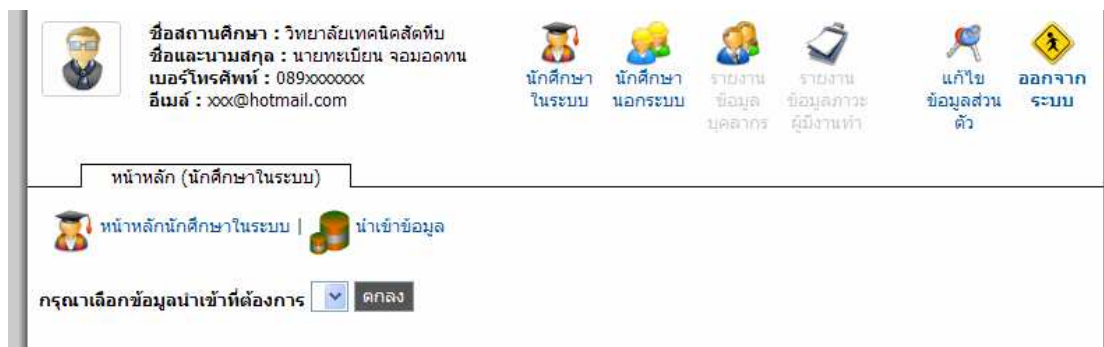 ชื่อสถานศึกษา : วิทยาลัยเทคนิคสัตหีบ
ชื่อและนามสกุล : นายทะเบียน จอมอดทน
เบอร์โทรศัพท์ : 089xxxxxxx
อีเมล์ : xxx@hotmail.com
นักศึกษา
ในระบบ
นักศึกษา
นอกระบบ
รายงาน
ข้อมูล
บุคลากร
รายงาน
ข้อมูลภาวะ
ผู้มีงานทำ
แก้ไข
ข้อมูลส่วน
ตัว
ออกจาก
ระบบ
หน้าหลัก (นักศึกษาในระบบ)
หน้าหลักนักศึกษาในระบบ | นำเข้าข้อมูล
กรุณาเลือกข้อมูลนำเข้าที่ต้องการ ตกลง